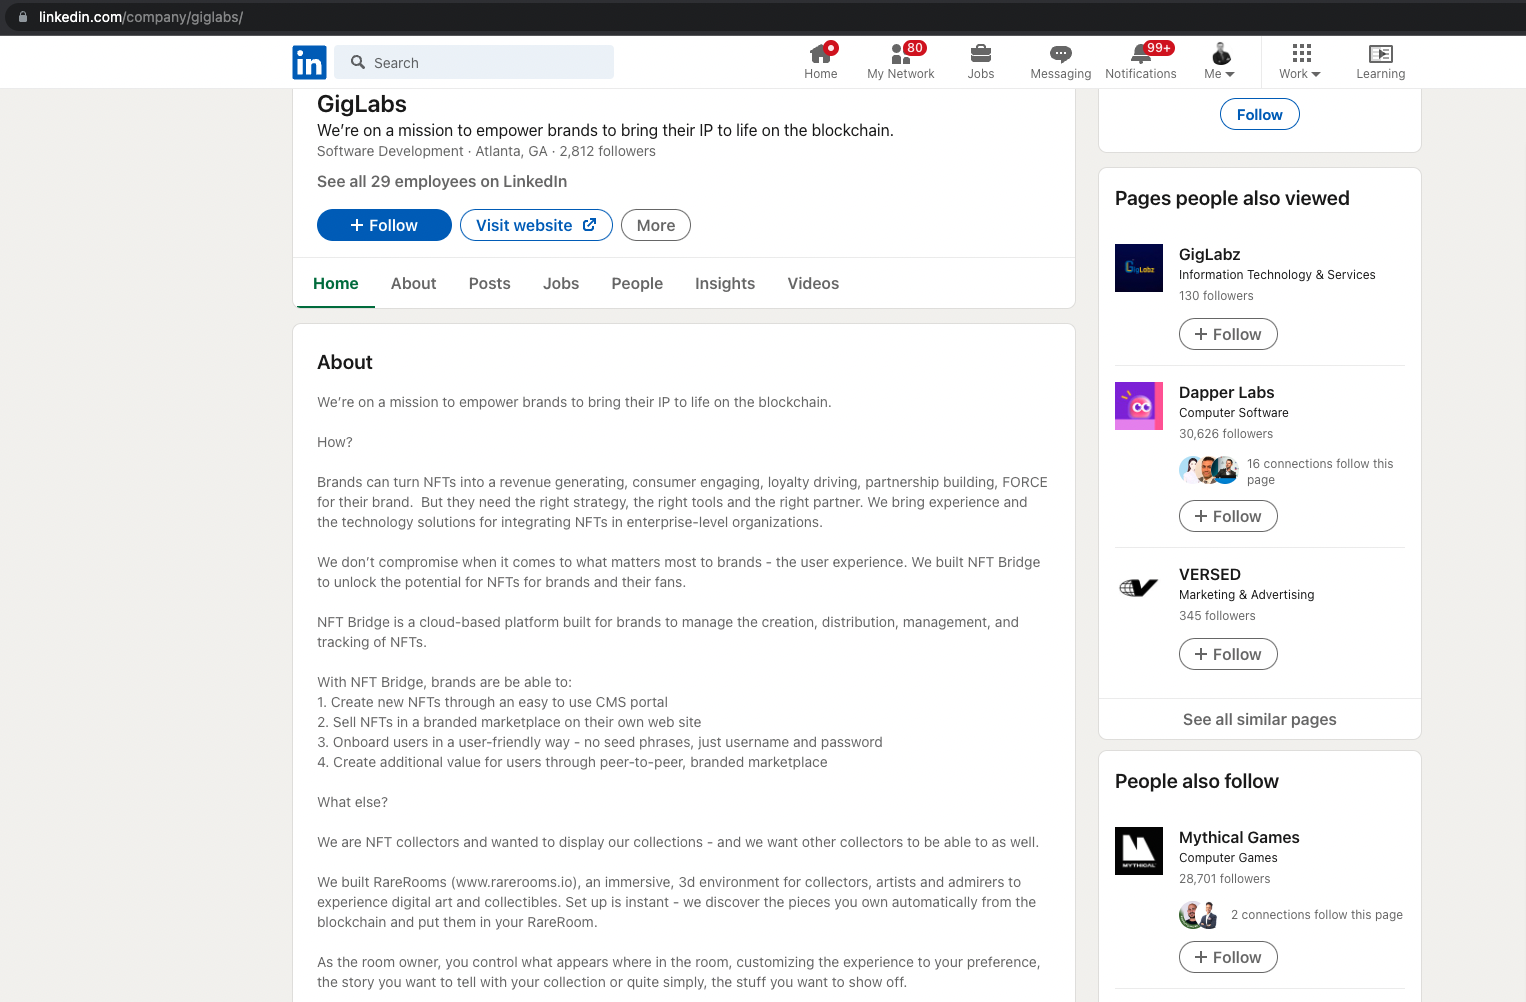 linkedin.com/company/giglabs/
in
Search
Home
80
My Network
Jobs
Messaging
99+
Notifications
Me
Work
Learning
GigLabs
We’re on a mission to empower brands to bring their IP to life on the blockchain.
Software Development · Atlanta, GA · 2,812 followers
See all 29 employees on LinkedIn
+ Follow
Visit website
More
Home
About
Posts
Jobs
People
Insights
Videos
About
We’re on a mission to empower brands to bring their IP to life on the blockchain.
How?
Brands can turn NFTs into a revenue generating, consumer engaging, loyalty driving, partnership building, FORCE
for their brand.  But they need the right strategy, the right tools and the right partner. We bring experience and
the technology solutions for integrating NFTs in enterprise-level organizations.
We don’t compromise when it comes to what matters most to brands - the user experience. We built NFT Bridge
to unlock the potential for NFTs for brands and their fans.
NFT Bridge is a cloud-based platform built for brands to manage the creation, distribution, management, and
tracking of NFTs.
With NFT Bridge, brands are be able to:
1. Create new NFTs through an easy to use CMS portal
2. Sell NFTs in a branded marketplace on their own web site
3. Onboard users in a user-friendly way - no seed phrases, just username and password
4. Create additional value for users through peer-to-peer, branded marketplace
What else?
We are NFT collectors and wanted to display our collections - and we want other collectors to be able to as well.
We built RareRooms (www.rarerooms.io), an immersive, 3d environment for collectors, artists and admirers to
experience digital art and collectibles. Set up is instant - we discover the pieces you own automatically from the
blockchain and put them in your RareRoom.
As the room owner, you control what appears where in the room, customizing the experience to your preference,
the story you want to tell with your collection or quite simply, the stuff you want to show off.
Follow
Pages people also viewed
GigLabz
GigLabz
Information Technology & Services
130 followers
+ Follow
Dapper Labs
Computer Software
30,626 followers
16 connections follow this
page
+ Follow
VERSED
Marketing & Advertising
345 followers
+ Follow
See all similar pages
People also follow
MYTHICAL
Mythical Games
Computer Games
28,701 followers
2 connections follow this page
+ Follow